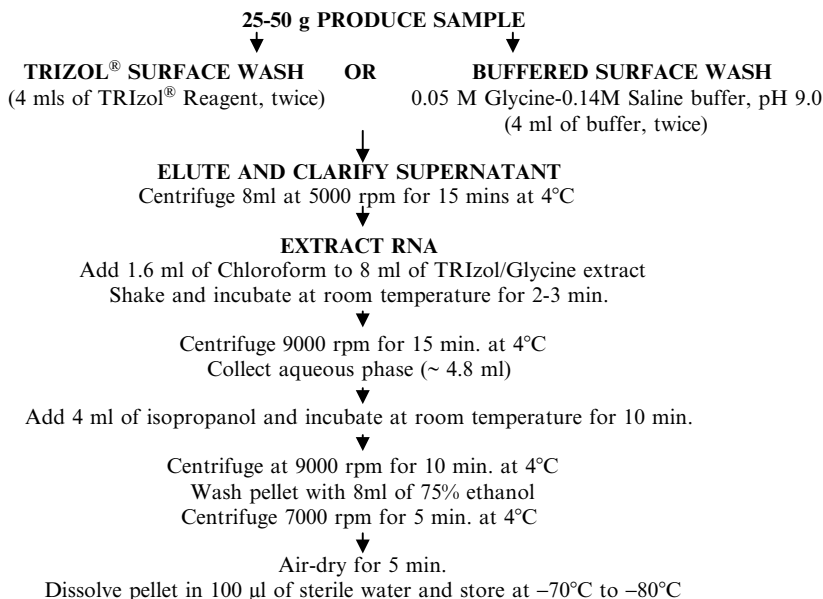 25-50 g PRODUCE SAMPLE
TRIZOL® SURFACE WASH OR BUFFERED SURFACE WASH
(4 mls of TRIzol® Reagent, twice) 0.05 M Glycine-0.14M Saline buffer, pH 9.0
(4 ml of buffer, twice)
ELUTE AND CLARIFY SUPERNATANT
Centrifuge 8ml at 5000 rpm for 15 mins at 4°C
EXTRACT RNA
Add 1.6 ml of Chloroform to 8 ml of TRIzol/Glycine extract
Shake and incubate at room temperature for 2-3 min.
Centrifuge 9000 rpm for 15 min. at 4°C
Collect aqueous phase (~ 4.8 ml)
Add 4 ml of isopropanol and incubate at room temperature for 10 min.
Centrifuge at 9000 rpm for 10 min. at 4°C
Wash pellet with 8ml of 75% ethanol
Centrifuge 7000 rpm for 5 min. at 4°C
Air-dry for 5 min.
Dissolve pellet in 100 µl of sterile water and store at –70°C to –80°C